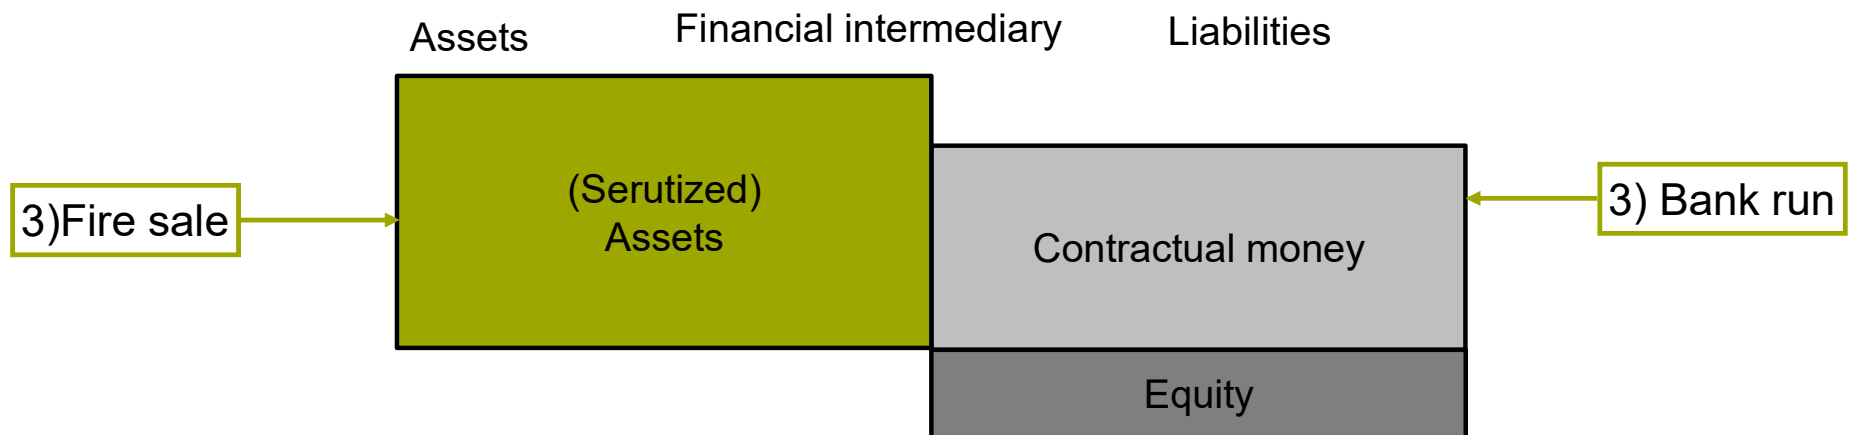 Assets
Financial intermediary
Liabilities
3)Fire sale
(Serutized)
Assets
Contractual money
3) Bank run
Equity